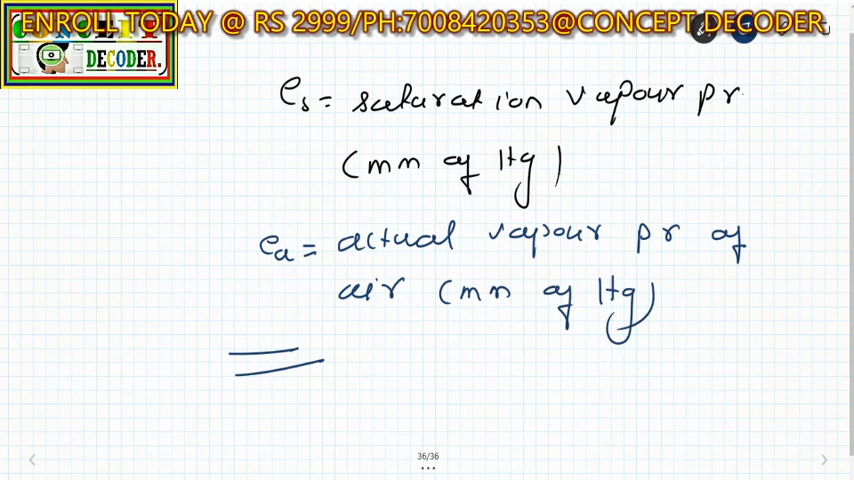 ENROLL TODAY @ RS 2999/PH:7008420353@CONCEPT DECODER.
DECODER.
es = saturation vapour pr
(mm of Hg)
ea = actual vapour pr of
air (mm of Hg)
36/36